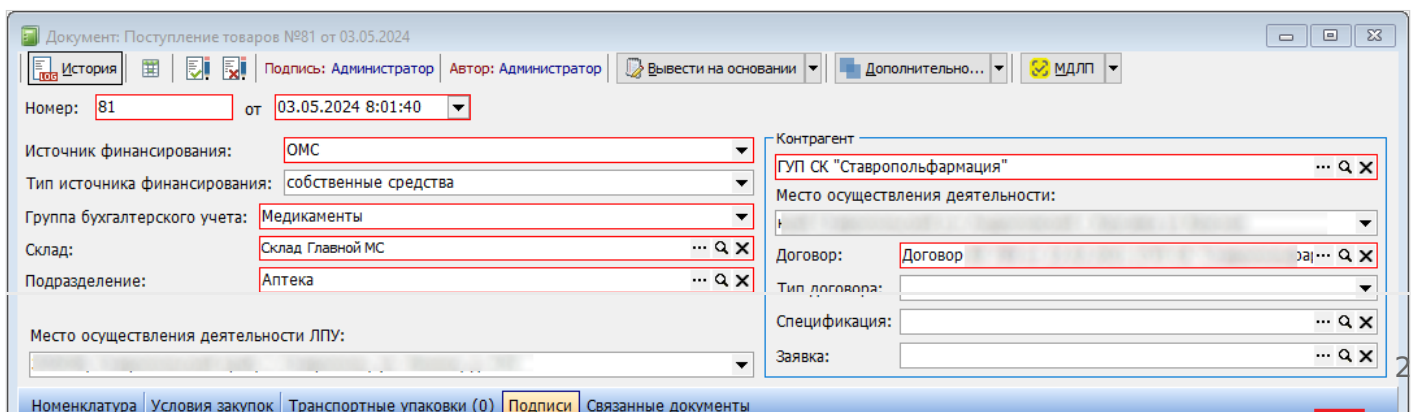 Документ: Поступление товаров №81 от 03.05.2024
LOG История Подпись: Администратор Автор: Администратор Вывести на основании Дополнительно... МДЛП
Номер: 81 от 03.05.2024 8:01:40
Источник финансирования: ОМС
Тип источника финансирования: собственные средства
Группа бухгалтерского учета: Медикаменты
Склад: Склад Главной МС
Подразделение: Аптека
Место осуществления деятельности ЛПУ:
Контрагент
ГУП СК "Ставропольфармация"
Место осуществления деятельности:
Договор: Договор
Тип договора:
Спецификация:
Заявка:
2
Номенклатура Условия закупок Транспортные упаковки (0) Подписи Связанные документы